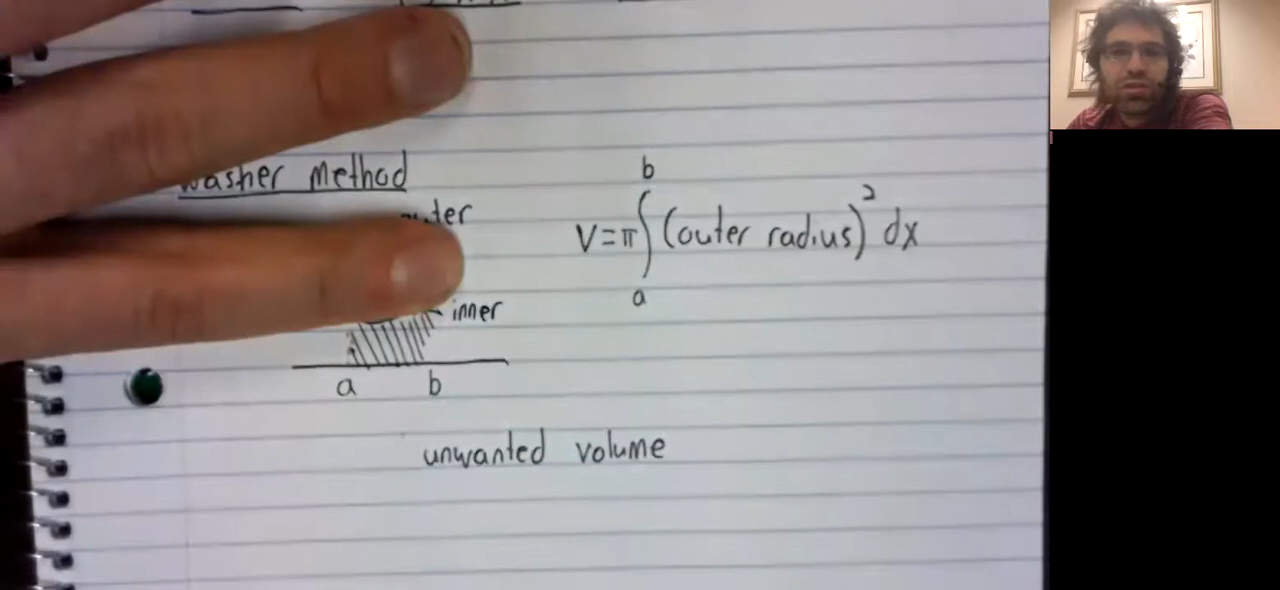 washer method
b
V=π∫(outer radius)² dx
a
inner
a b
unwanted volume